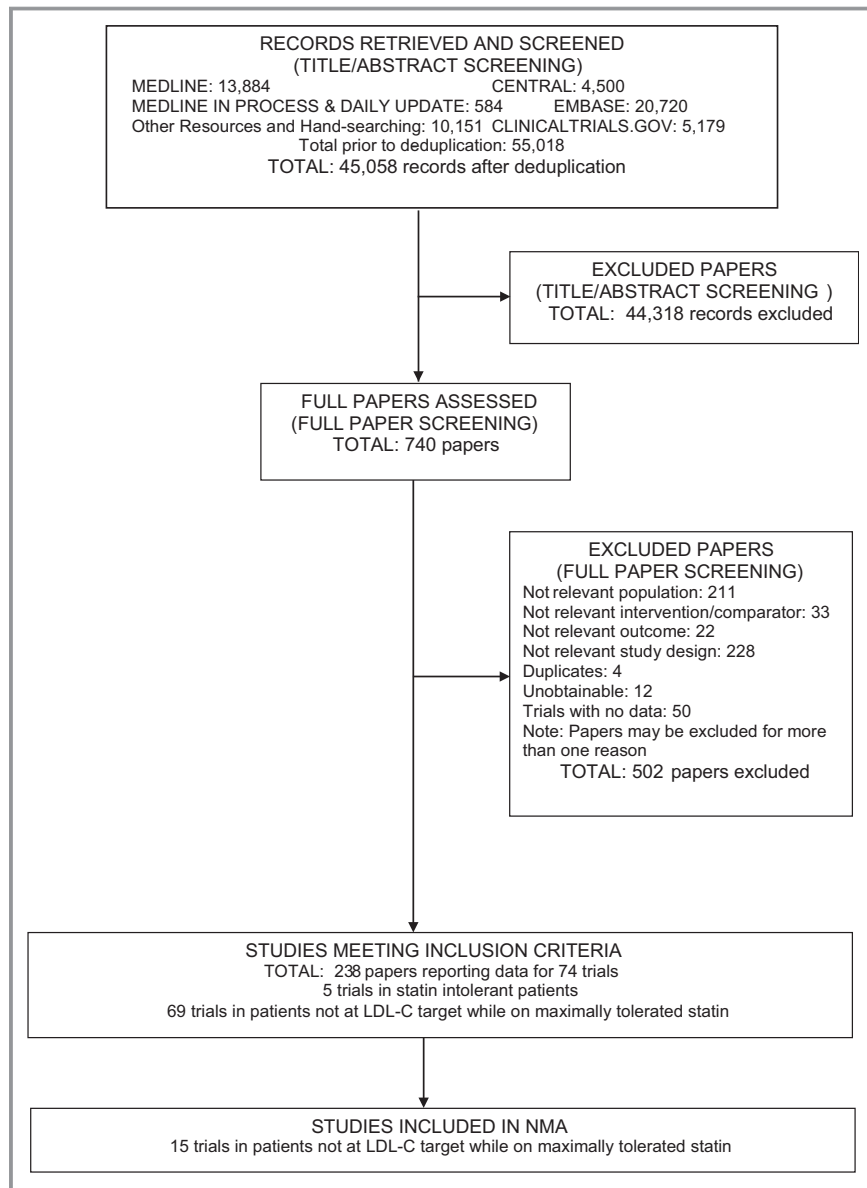 RECORDS RETRIEVED AND SCREENED
(TITLE/ABSTRACT SCREENING)
MEDLINE: 13,884 CENTRAL: 4,500
MEDLINE IN PROCESS & DAILY UPDATE: 584 EMBASE: 20,720
Other Resources and Hand-searching: 10,151 CLINICALTRIALS.GOV: 5,179
Total prior to deduplication: 55,018
TOTAL: 45,058 records after deduplication
EXCLUDED PAPERS
(TITLE/ABSTRACT SCREENING )
TOTAL: 44,318 records excluded
FULL PAPERS ASSESSED
(FULL PAPER SCREENING)
TOTAL: 740 papers
EXCLUDED PAPERS
(FULL PAPER SCREENING)
Not relevant population: 211
Not relevant intervention/comparator: 33
Not relevant outcome: 22
Not relevant study design: 228
Duplicates: 4
Unobtainable: 12
Trials with no data: 50
Note: Papers may be excluded for more
than one reason
TOTAL: 502 papers excluded
STUDIES MEETING INCLUSION CRITERIA
TOTAL: 238 papers reporting data for 74 trials
5 trials in statin intolerant patients
69 trials in patients not at LDL-C target while on maximally tolerated statin
STUDIES INCLUDED IN NMA
15 trials in patients not at LDL-C target while on maximally tolerated statin